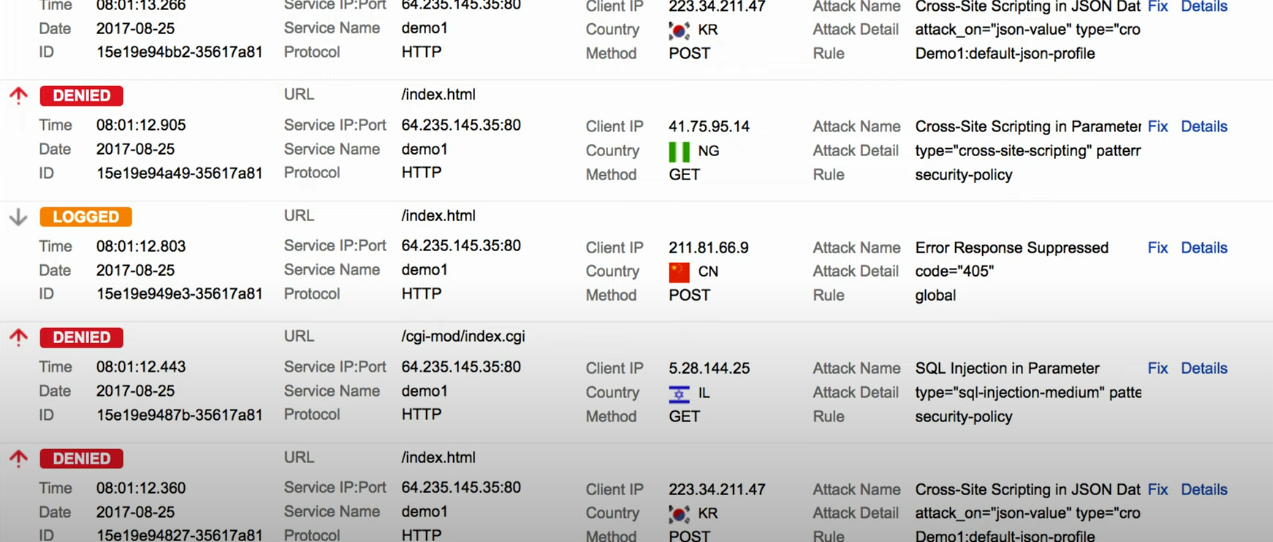 Time 08:01:13.266 Service IP:Port 64.235.145.35:80 Client IP 223.34.211.47 Attack Name Cross-Site Scripting in JSON Dat Fix Details
Date 2017-08-25 Service Name demo1 Country KR Attack Detail attack_on="json-value" type="cro
ID 15e19e94bb2-35617a81 Protocol HTTP Method POST Rule Demo1:default-json-profile
DENIED URL /index.html
Time 08:01:12.905 Service IP:Port 64.235.145.35:80 Client IP 41.75.95.14 Attack Name Cross-Site Scripting in Parameter Fix Details
Date 2017-08-25 Service Name demo1 Country NG Attack Detail type="cross-site-scripting" pattern
ID 15e19e94a49-35617a81 Protocol HTTP Method GET Rule security-policy
LOGGED URL /index.html
Time 08:01:12.803 Service IP:Port 64.235.145.35:80 Client IP 211.81.66.9 Attack Name Error Response Suppressed Fix Details
Date 2017-08-25 Service Name demo1 Country CN Attack Detail code="405"
ID 15e19e949e3-35617a81 Protocol HTTP Method POST Rule global
DENIED URL /cgi-mod/index.cgi
Time 08:01:12.443 Service IP:Port 64.235.145.35:80 Client IP 5.28.144.25 Attack Name SQL Injection in Parameter Fix Details
Date 2017-08-25 Service Name demo1 Country IL Attack Detail type="sql-injection-medium" patte
ID 15e19e9487b-35617a81 Protocol HTTP Method GET Rule security-policy
DENIED URL /index.html
Time 08:01:12.360 Service IP:Port 64.235.145.35:80 Client IP 223.34.211.47 Attack Name Cross-Site Scripting in JSON Dat Fix Details
Date 2017-08-25 Service Name demo1 Country KR Attack Detail attack_on="json-value" type="cro
ID 15e19e94827-35617a81 Protocol HTTP Method POST Rule Demo1:default-json-profile